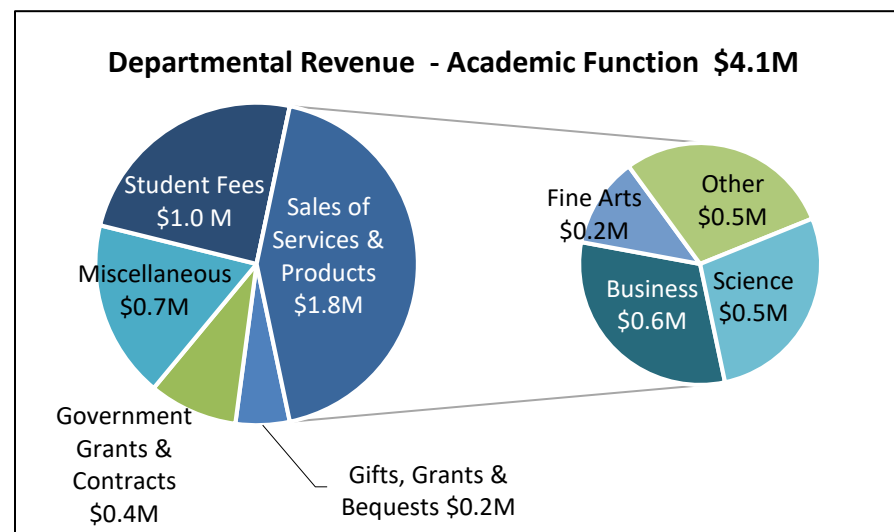 Departmental Revenue - Academic Function $4.1M
Student Fees
$1.0 M
Sales of
Services &
Products
$1.8M
Miscellaneous
$0.7M
Government
Grants &
Contracts
$0.4M
Gifts, Grants &
Bequests $0.2M
Fine Arts
$0.2M
Other
$0.5M
Business
$0.6M
Science
$0.5M